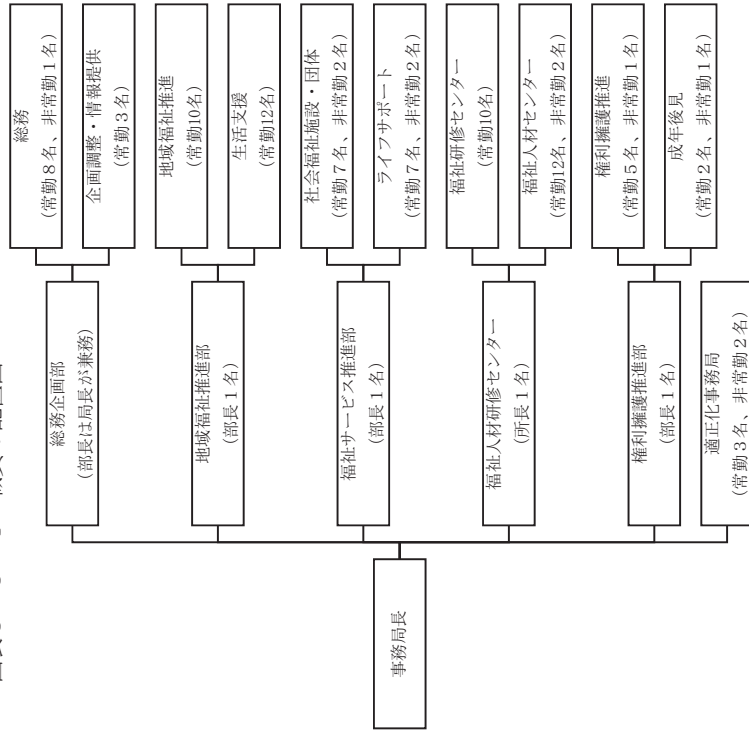 事務局長
総務企画部
(部長は局長が兼務)
総務
(常勤８名、非常勤１名)
企画調整・情報提供
(常勤３名)
地域福祉推進部
(部長１名)
地域福祉推進
(常勤10名)
生活支援
(常勤12名)
福祉サービス推進部
(部長１名)
社会福祉施設・団体
(常勤７名、非常勤２名)
ライフサポート
(常勤７名、非常勤２名)
福祉人材研修センター
(所長１名)
福祉研修センター
(常勤10名)
福祉人材センター
(常勤12名、非常勤２名)
権利擁護推進部
(部長１名)
権利擁護推進
(常勤５名、非常勤１名)
成年後見
(常勤２名、非常勤１名)
適正化事務局
(常勤３名、非常勤２名)